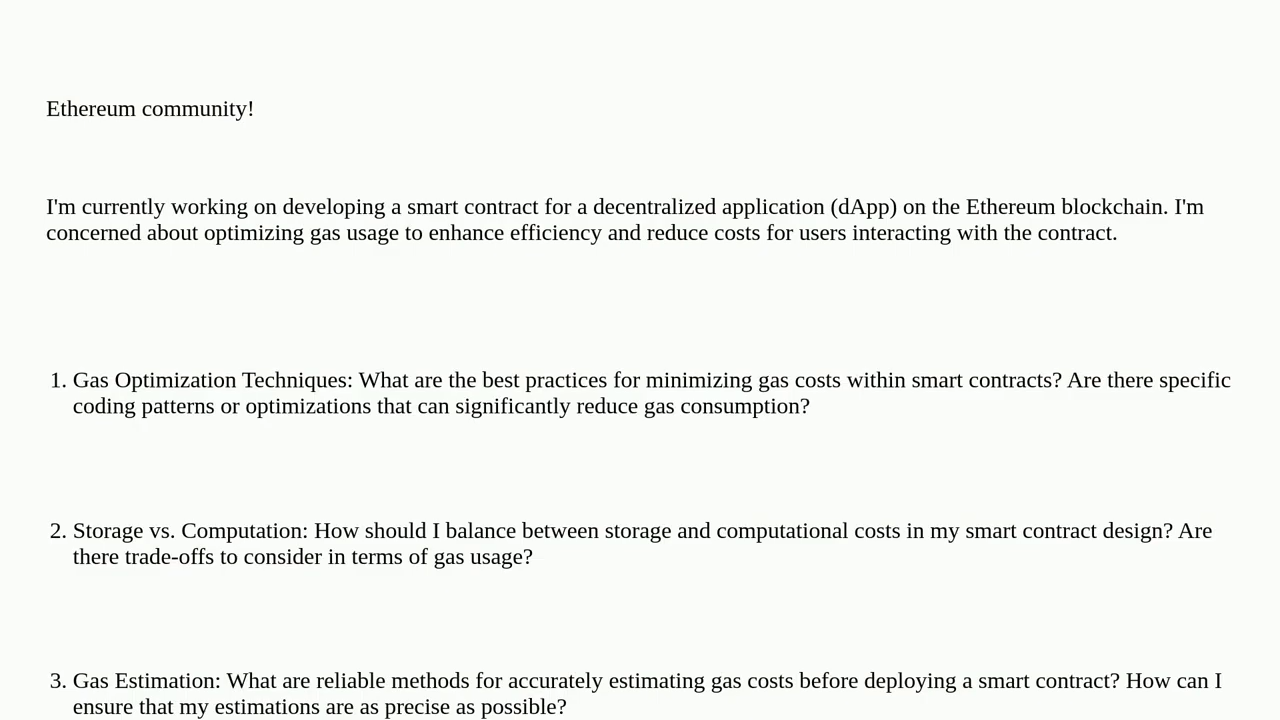 Ethereum community!
I'm currently working on developing a smart contract for a decentralized application (dApp) on the Ethereum blockchain. I'm
concerned about optimizing gas usage to enhance efficiency and reduce costs for users interacting with the contract.
1. Gas Optimization Techniques: What are the best practices for minimizing gas costs within smart contracts? Are there specific
coding patterns or optimizations that can significantly reduce gas consumption?
2. Storage vs. Computation: How should I balance between storage and computational costs in my smart contract design? Are
there trade-offs to consider in terms of gas usage?
3. Gas Estimation: What are reliable methods for accurately estimating gas costs before deploying a smart contract? How can I
ensure that my estimations are as precise as possible?